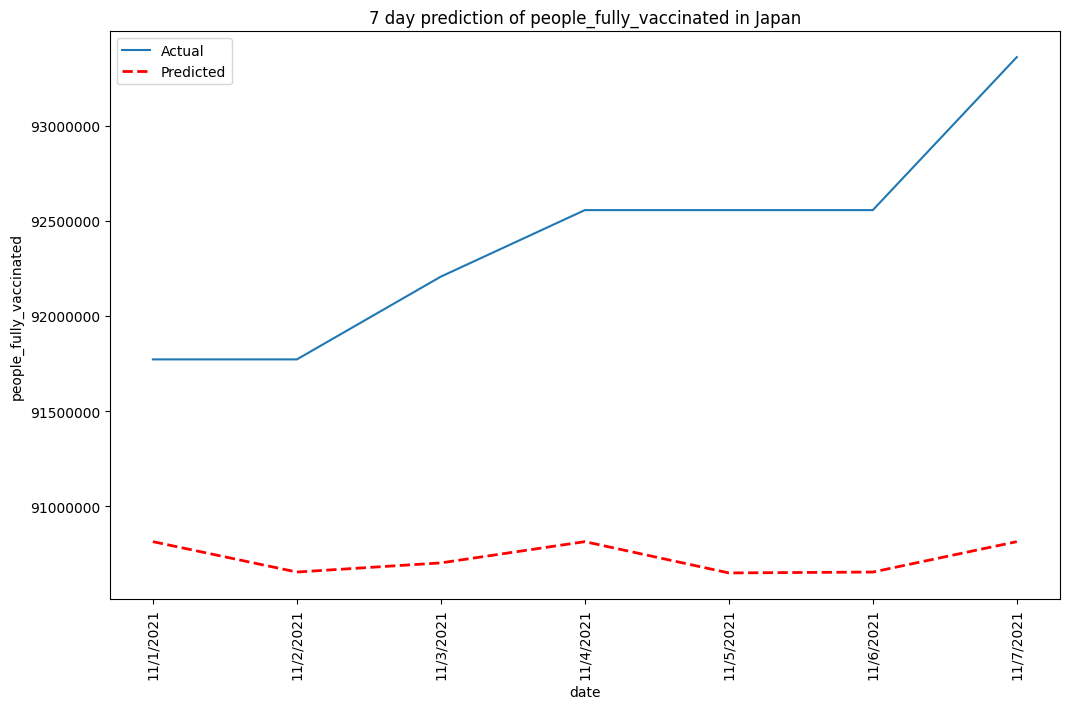 7 day prediction of people_fully_vaccinated in Japan
Actual
Predicted
people_fully_vaccinated
93000000
92500000
92000000
91500000
91000000
11/1/2021
11/2/2021
11/3/2021
11/4/2021
11/5/2021
11/6/2021
11/7/2021
date